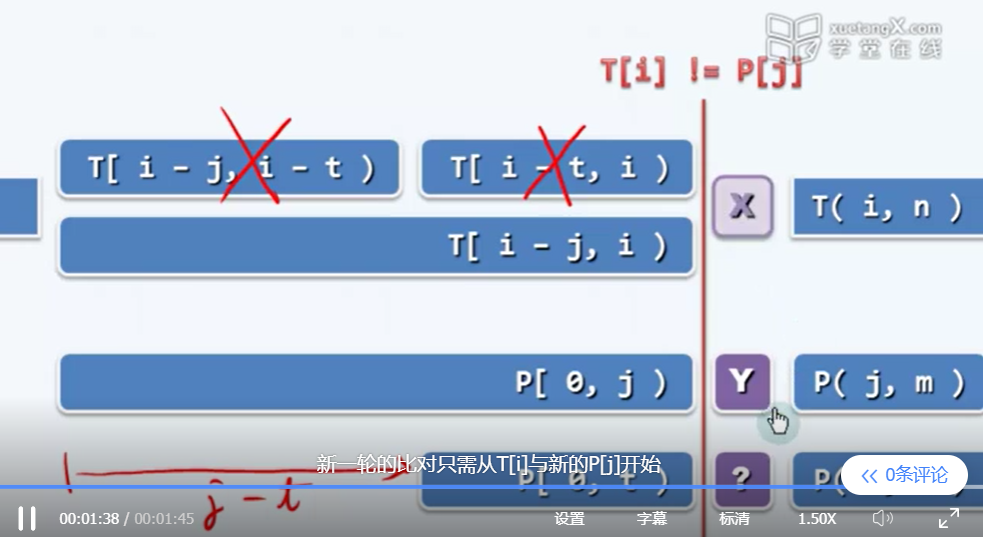 xuetangX.com
学堂在线
T[i] != P[j]
T[ i - j, i - t )
T[ i - t, i )
X
T( i, n )
T[ i - j, i )
P[ 0, j )
Y
P( j, m )
新一轮的比对只需从T[i]与新的P[j]开始
P[ 0, t )
?
j - t
0条评论
00:01:38 / 00:01:45
设置
字幕
标清
1.50X